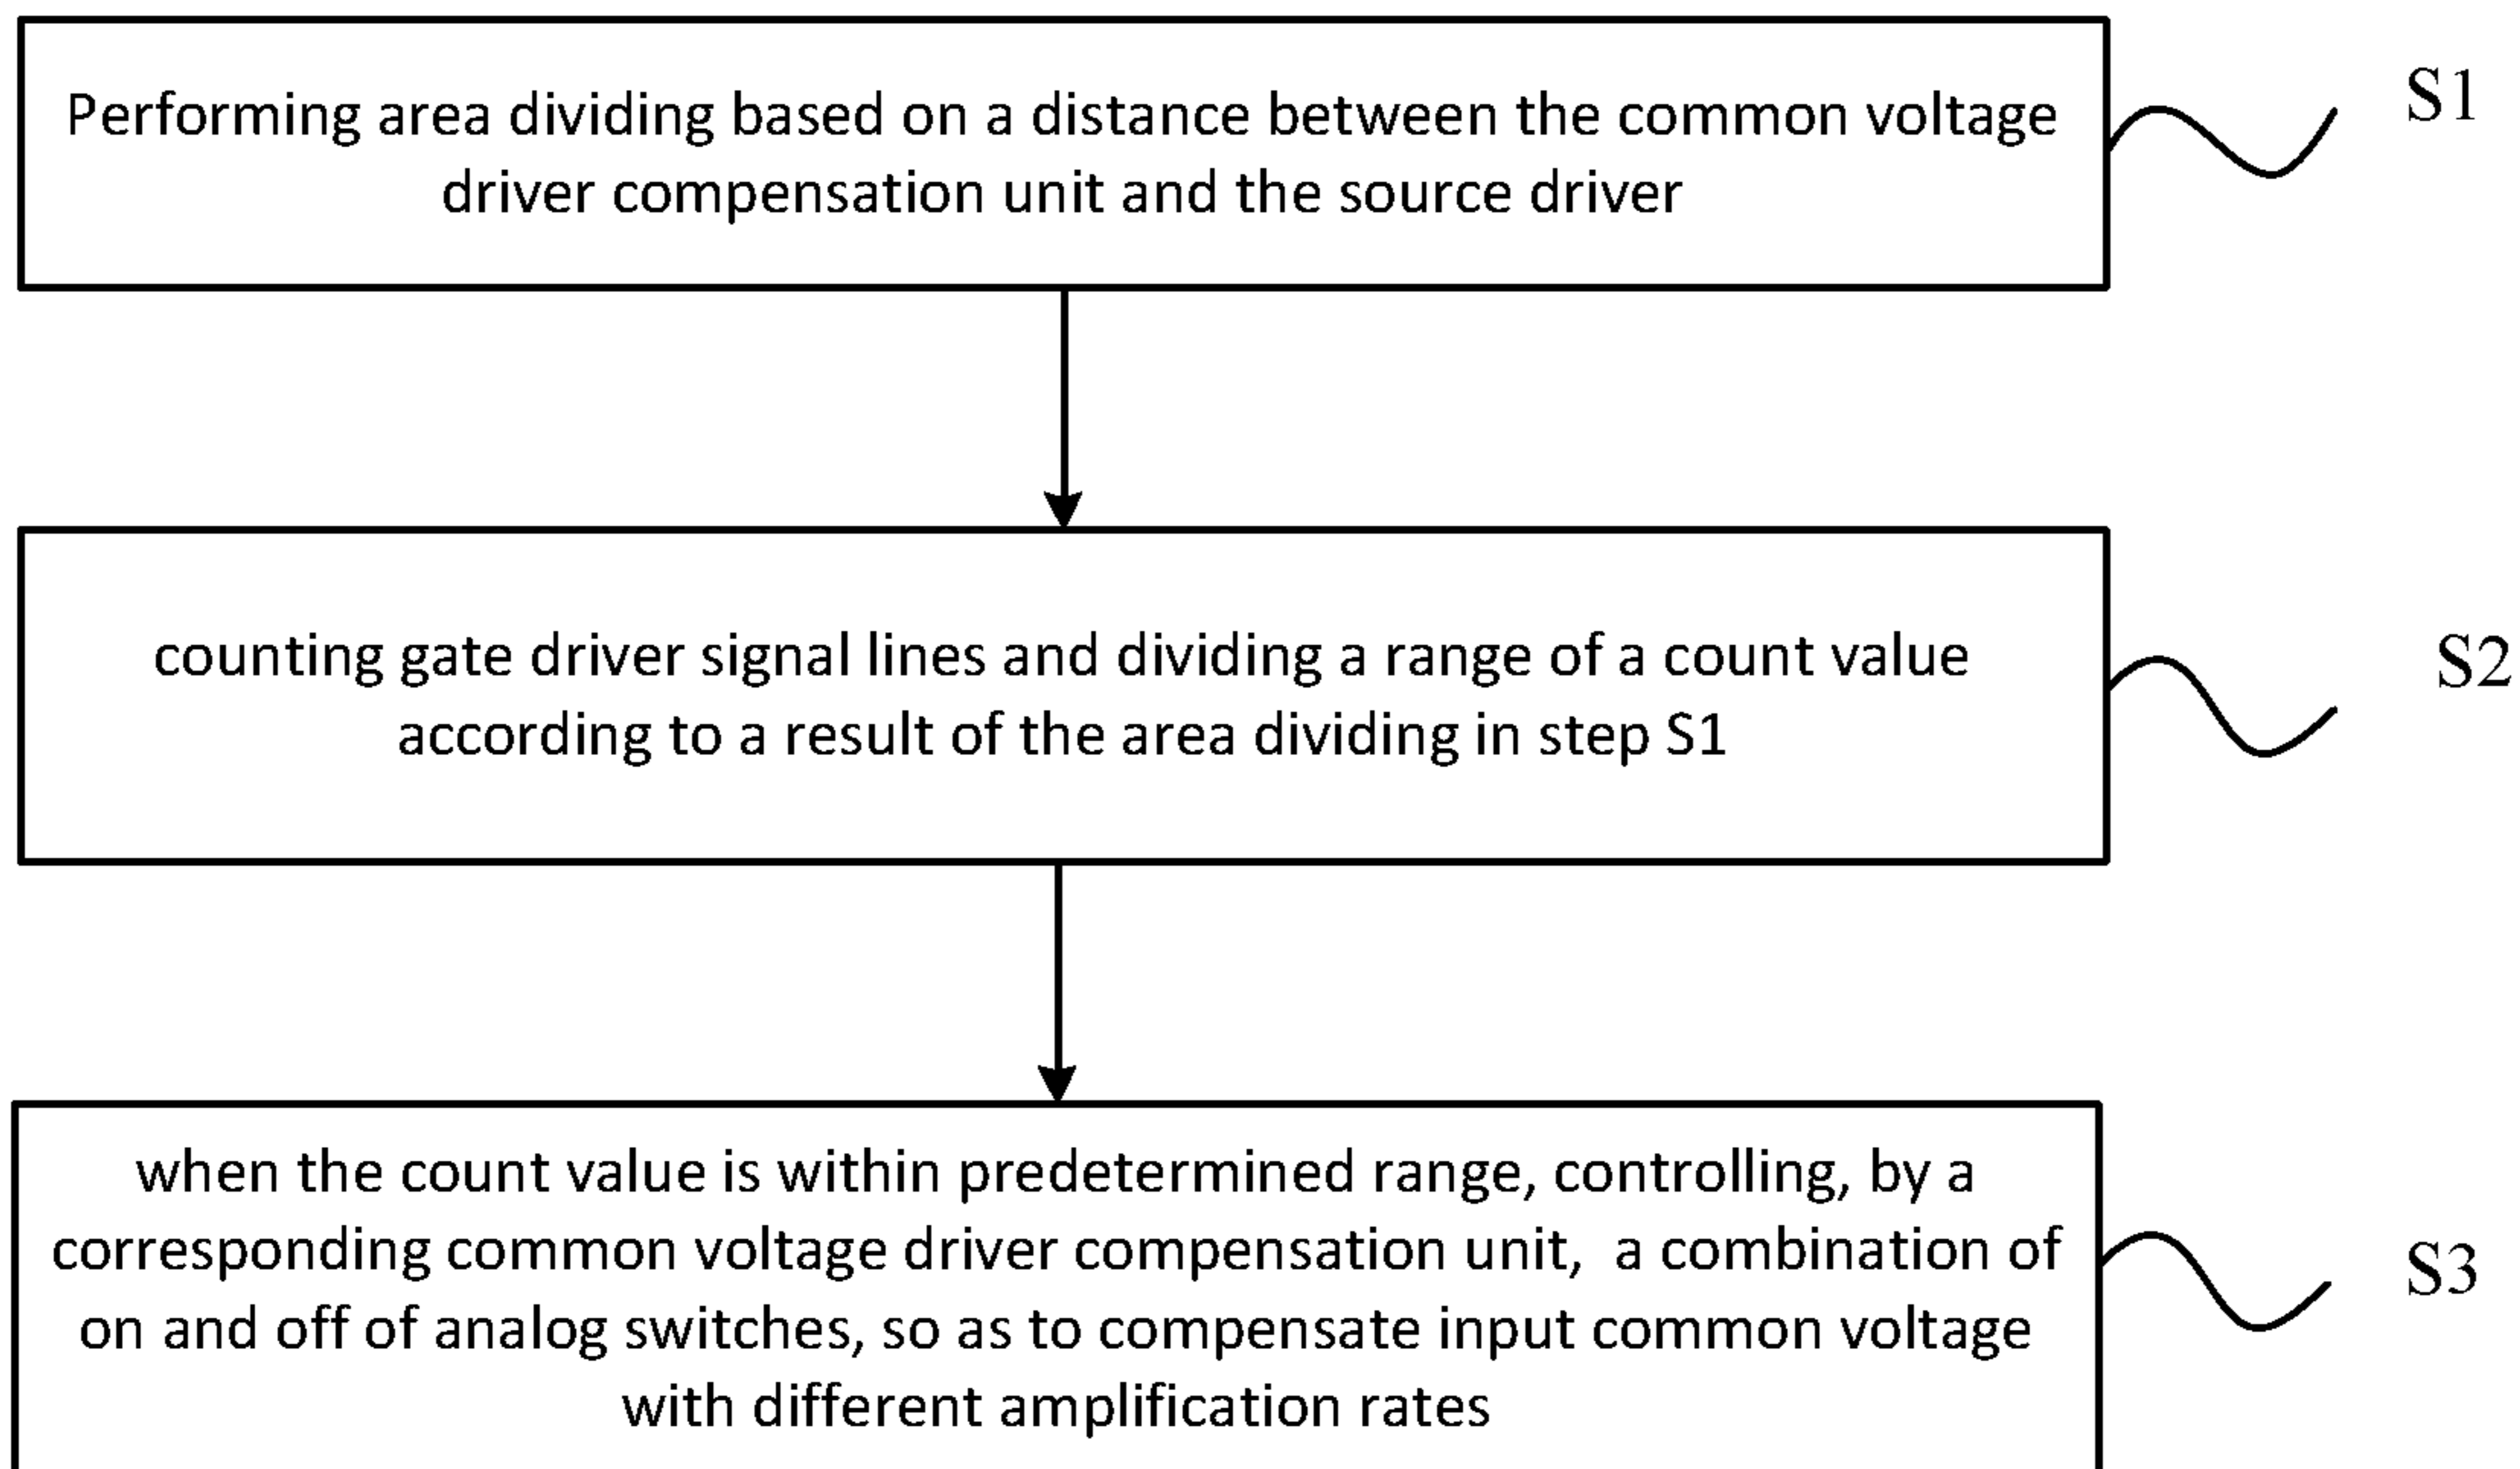 Performing area dividing based on a distance between the common voltage
driver compensation unit and the source driver
S1
counting gate driver signal lines and dividing a range of a count value
according to a result of the area dividing in step S1
S2
when the count value is within predetermined range, controlling, by a
corresponding common voltage driver compensation unit, a combination of
on and off of analog switches, so as to compensate input common voltage
with different amplification rates
S3